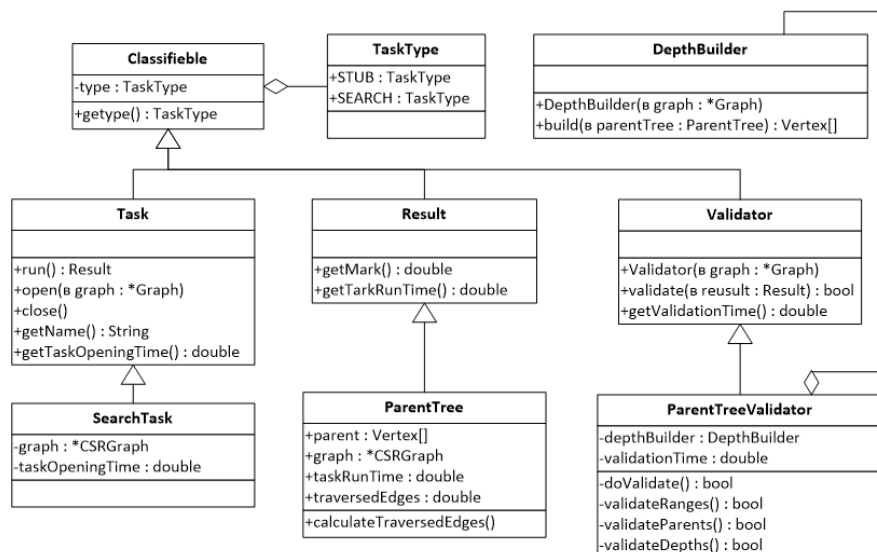 Classifieble
-type : TaskType
+getype() : TaskType
TaskType
+STUB : TaskType
+SEARCH : TaskType
DepthBuilder
+DepthBuilder(в graph : *Graph)
+build(в parentTree : ParentTree) : Vertex[]
Task
+run() : Result
+open(в graph : *Graph)
+close()
+getName() : String
+getTaskOpeningTime() : double
Result
+getMark() : double
+getTarkRunTime() : double
Validator
+Validator(в graph : *Graph)
+validate(в reusult : Result) : bool
+getValidationTime() : double
SearchTask
-graph : *CSRGraph
-taskOpeningTime : double
ParentTree
+parent : Vertex[]
+graph : *CSRGraph
+taskRunTime : double
+traversedEdges : double
+calculateTraversedEdges()
ParentTreeValidator
-depthBuilder : DepthBuilder
-validationTime : double
-doValidate() : bool
-validateRanges() : bool
-validateParents() : bool
-validateDepths() : bool